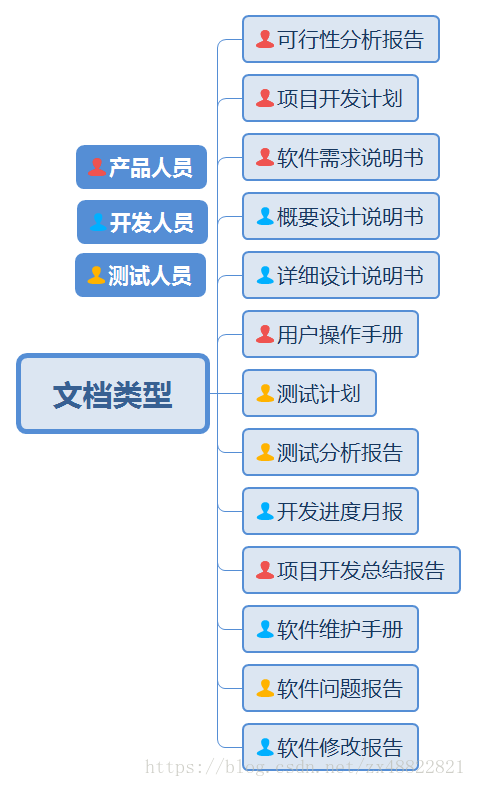 产品人员
开发人员
测试人员
文档类型
可行性分析报告
项目开发计划
软件需求说明书
概要设计说明书
详细设计说明书
用户操作手册
测试计划
测试分析报告
开发进度月报
项目开发总结报告
软件维护手册
软件问题报告
软件修改报告
https://blog.csdn.net/zx48822821